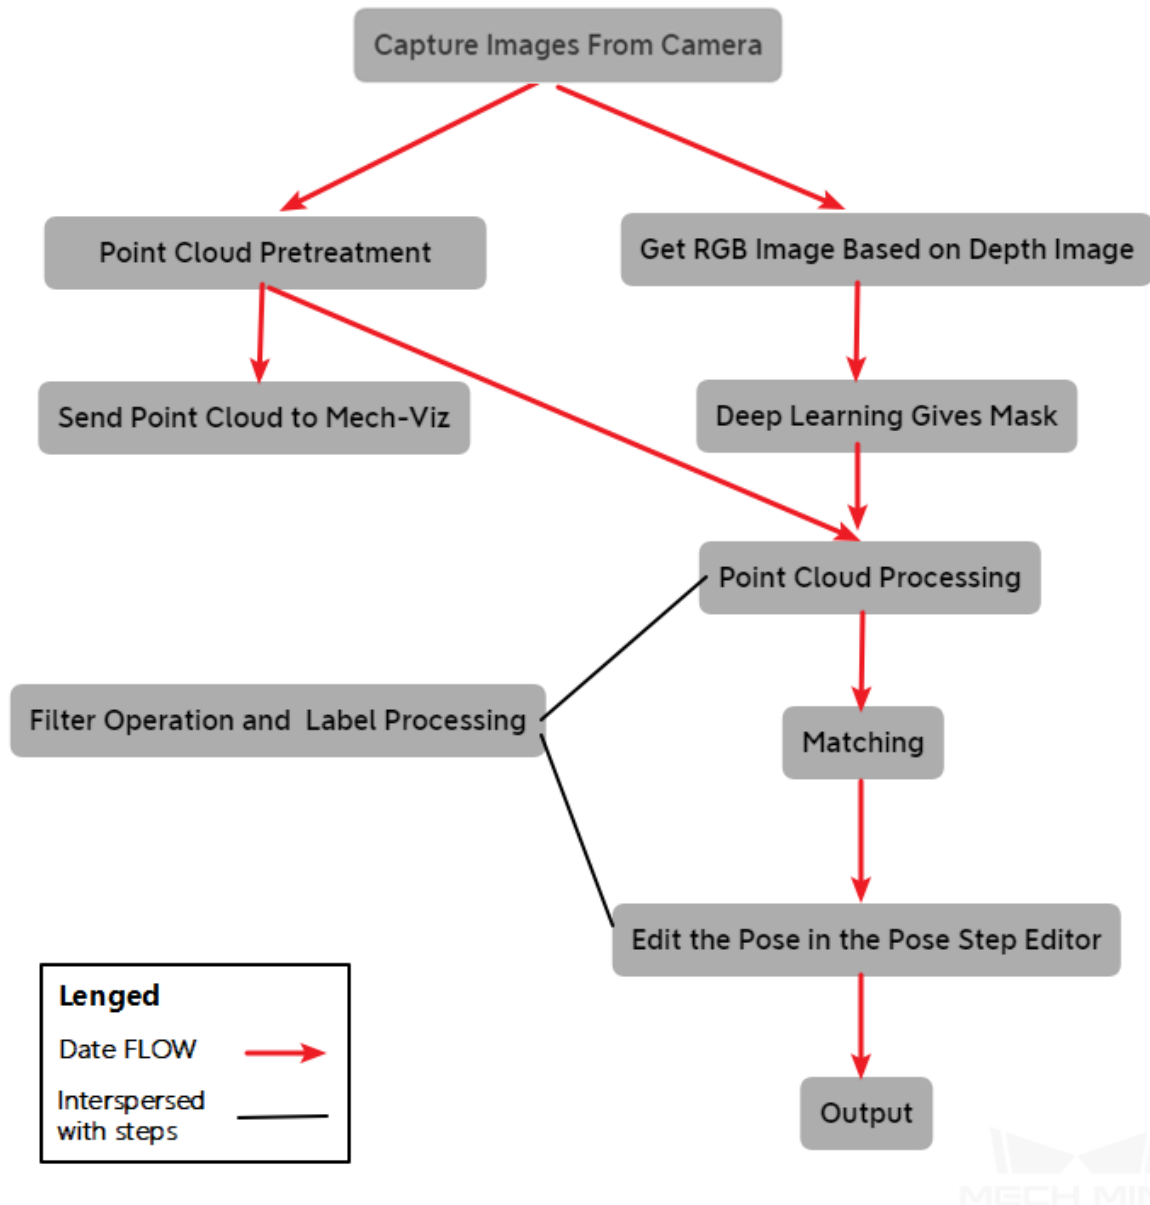 Capture Images From Camera
Point Cloud Pretreatment
Get RGB Image Based on Depth Image
Send Point Cloud to Mech-Viz
Deep Learning Gives Mask
Point Cloud Processing
Filter Operation and Label Processing
Matching
Edit the Pose in the Pose Step Editor
Output
Lenged
Date FLOW
Interspersed
with steps
MECH MIN